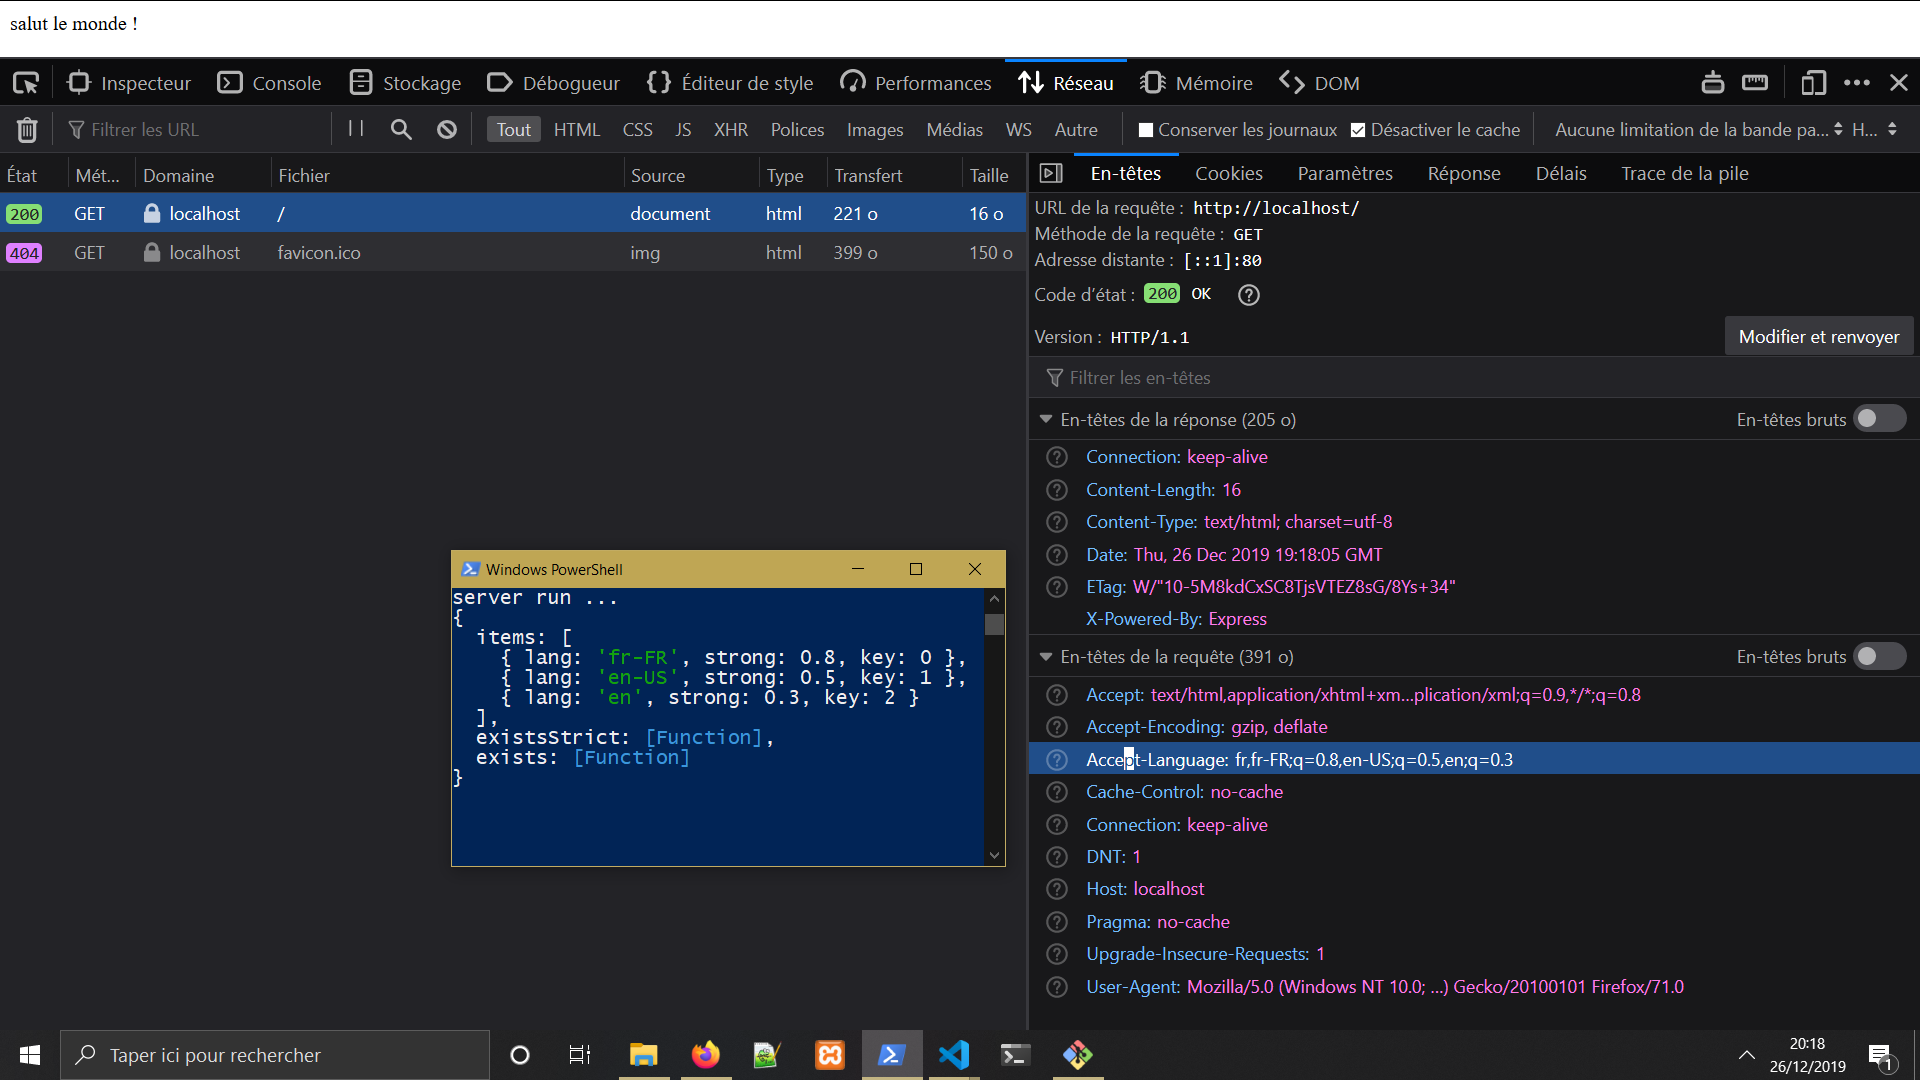 salut le monde !
Inspecteur Console Stockage Débogueur Éditeur de style Performances Réseau Mémoire DOM
Filtrer les URL Tout HTML CSS JS XHR Polices Images Médias WS Autre Conserver les journaux Désactiver le cache Aucune limitation de la bande pa... H...
État Mét... Domaine Fichier Source Type Transfert Taille
200 GET localhost / document html 221 o 16 o
404 GET localhost favicon.ico img html 399 o 150 o
En-têtes Cookies Paramètres Réponse Délais Trace de la pile
URL de la requête : http://localhost/
Méthode de la requête : GET
Adresse distante : [::1]:80
Code d'état : 200 OK
Version : HTTP/1.1 Modifier et renvoyer
Filtrer les en-têtes
En-têtes de la réponse (205 o) En-têtes bruts
Connection: keep-alive
Content-Length: 16
Content-Type: text/html; charset=utf-8
Date: Thu, 26 Dec 2019 19:18:05 GMT
ETag: W/"10-5M8kdCxSC8TjsVTEZ8sG/8Ys+34"
X-Powered-By: Express
En-têtes de la requête (391 o) En-têtes bruts
Accept: text/html,application/xhtml+xm...plication/xml;q=0.9,*/*;q=0.8
Accept-Encoding: gzip, deflate
Accept-Language: fr,fr-FR;q=0.8,en-US;q=0.5,en;q=0.3
Cache-Control: no-cache
Connection: keep-alive
DNT: 1
Host: localhost
Pragma: no-cache
Upgrade-Insecure-Requests: 1
User-Agent: Mozilla/5.0 (Windows NT 10.0; ...) Gecko/20100101 Firefox/71.0
Windows PowerShell
server run ...
{
items: [
{ lang: 'fr-FR', strong: 0.8, key: 0 },
{ lang: 'en-US', strong: 0.5, key: 1 },
{ lang: 'en', strong: 0.3, key: 2 }
],
existsStrict: [Function],
exists: [Function]
}
Taper ici pour rechercher
20:18
26/12/2019
1